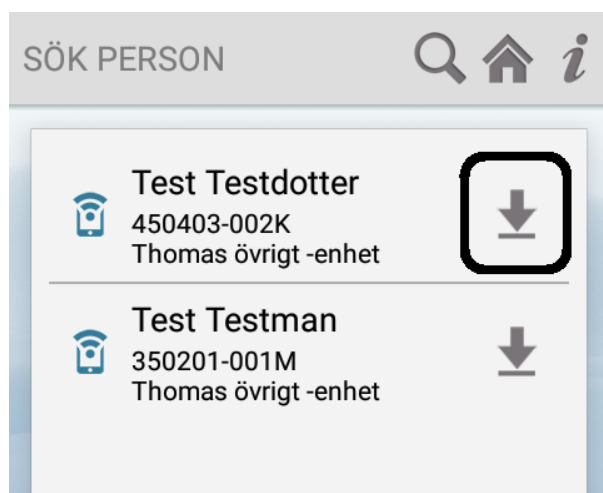 SÖK PERSON
Test Testdotter
450403-002K
Thomas övrigt -enhet
Test Testman
350201-001M
Thomas övrigt -enhet